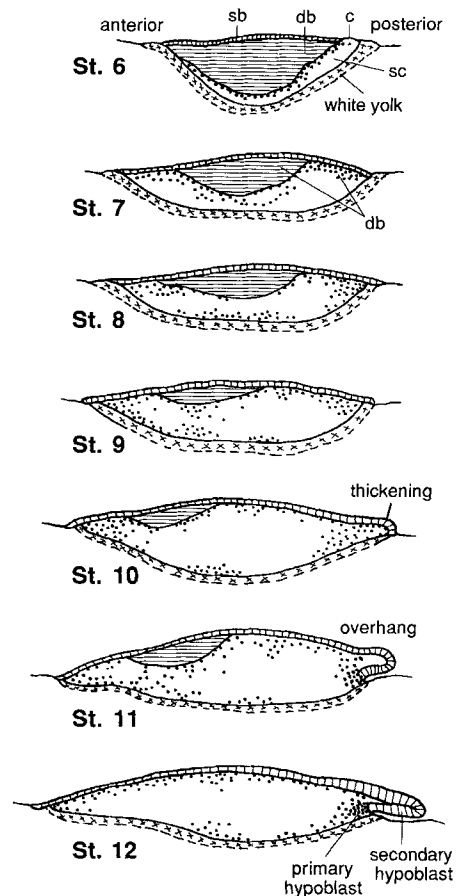 anterior sb db c posterior
St. 6 sc
white yolk
St. 7 db
St. 8
St. 9
thickening
St. 10
overhang
St. 11
St. 12
primary hypoblast
secondary hypoblast